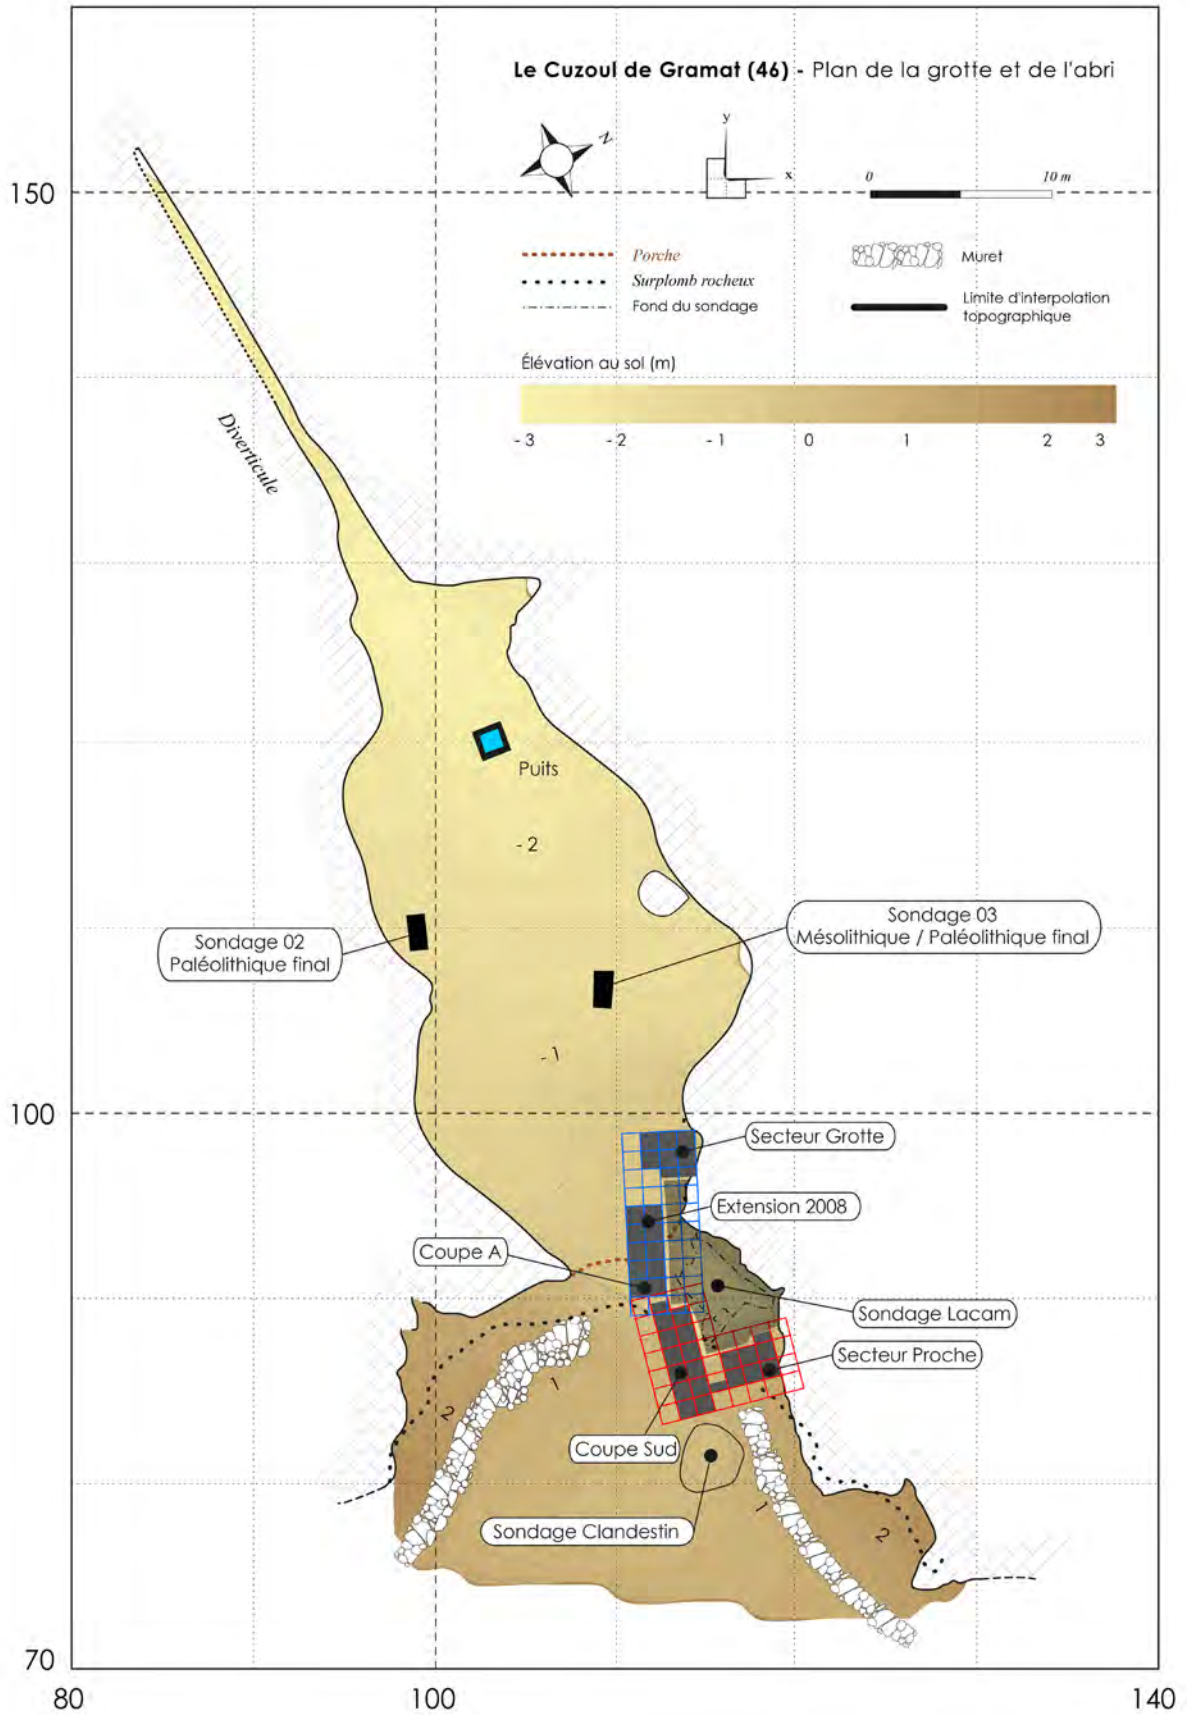 Le Cuzoul de Gramat (46) - Plan de la grotte et de l'abri
N
y
x
0 10 m
150
Porche
Surplomb rocheux
Fond du sondage
Muret
Limite d'interpolation
topographique
Élévation au sol (m)
-3 -2 -1 0 1 2 3
Diverticule
Puits
-2
Sondage 02
Paléolithique final
Sondage 03
Mésolithique / Paléolithique final
-1
100
Secteur Grotte
Extension 2008
Coupe A
Sondage Lacam
Secteur Proche
1
2
Coupe Sud
1
Sondage Clandestin
2
70
80 100 140